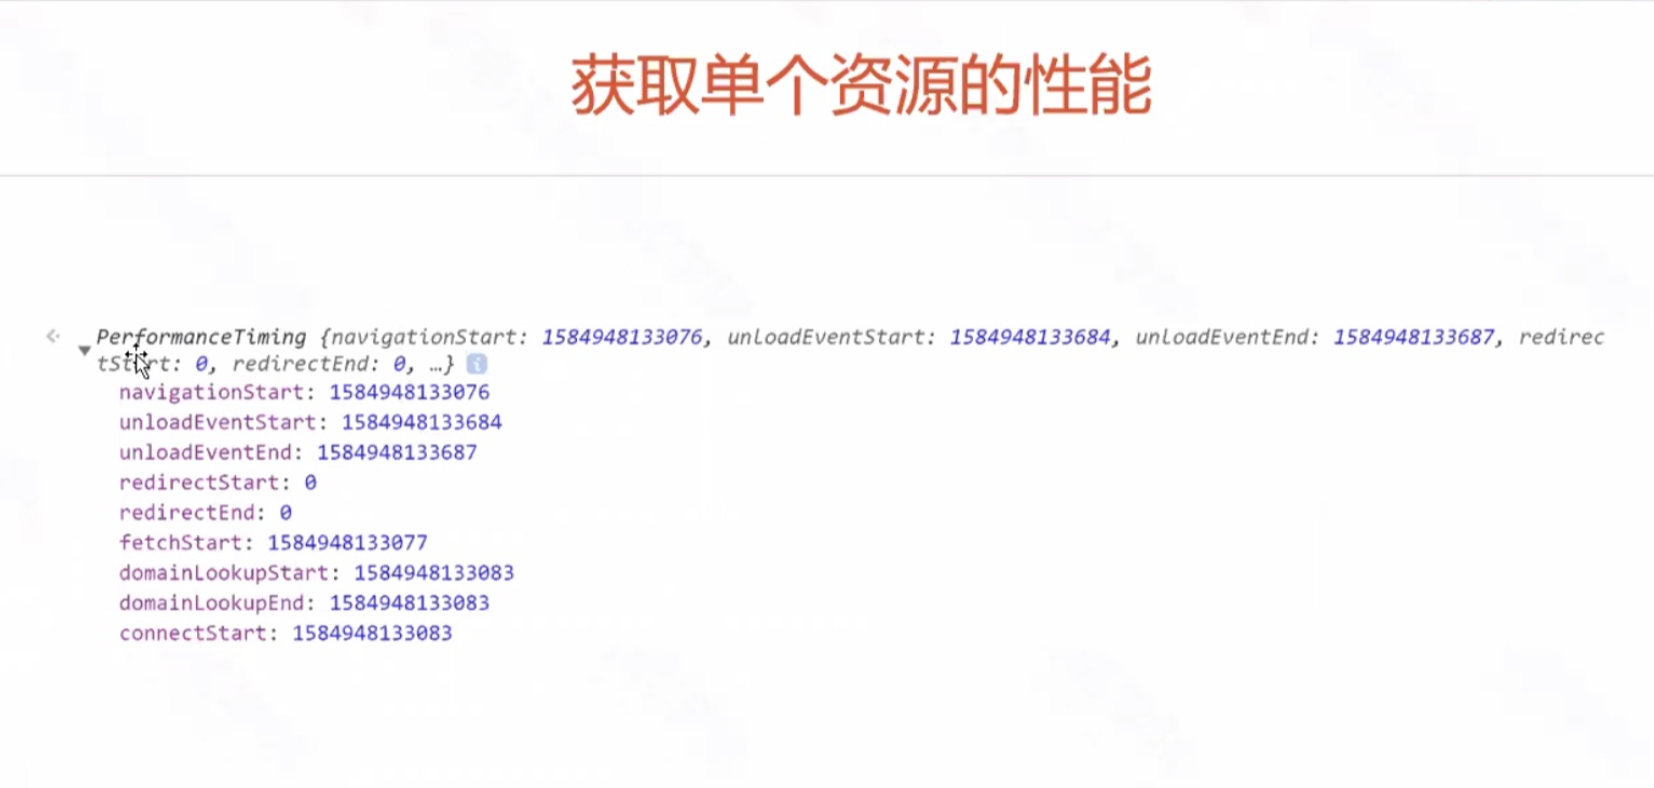 获取单个资源的性能
PerformanceTiming {navigationStart: 1584948133076, unloadEventStart: 1584948133684, unloadEventEnd: 1584948133687, redirec
tStart: 0, redirectEnd: 0, …} i
navigationStart: 1584948133076
unloadEventStart: 1584948133684
unloadEventEnd: 1584948133687
redirectStart: 0
redirectEnd: 0
fetchStart: 1584948133077
domainLookupStart: 1584948133083
domainLookupEnd: 1584948133083
connectStart: 1584948133083